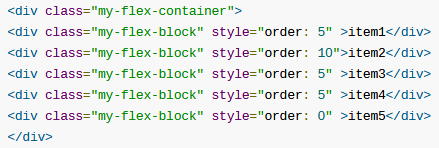 <div class="my-flex-container">
<div class="my-flex-block" style="order: 5" >item1</div>
<div class="my-flex-block" style="order: 10">item2</div>
<div class="my-flex-block" style="order: 5" >item3</div>
<div class="my-flex-block" style="order: 5" >item4</div>
<div class="my-flex-block" style="order: 0" >item5</div>
</div>